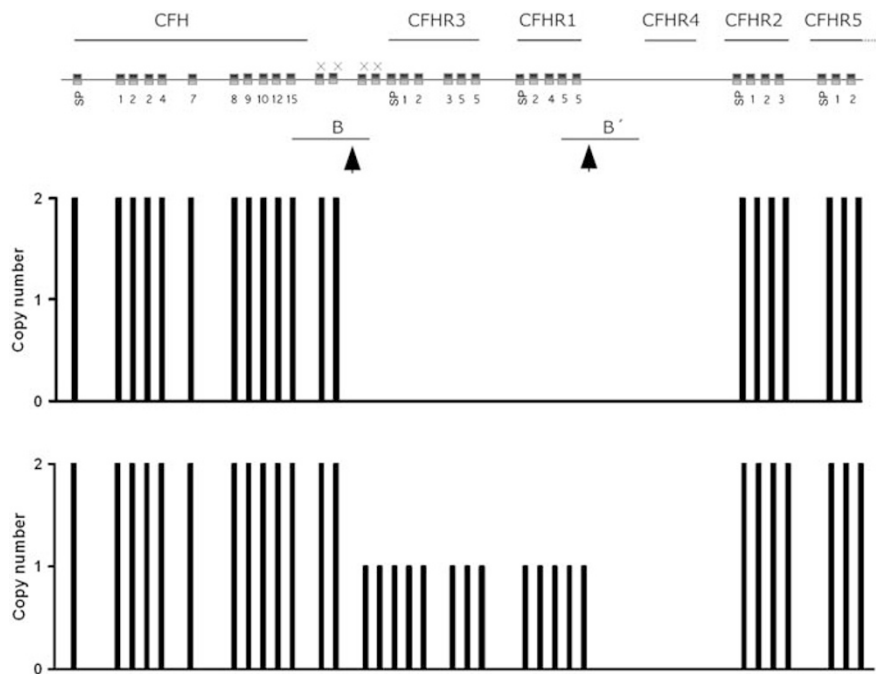 CFH CFHR3 CFHR1 CFHR4 CFHR2 CFHR5
× × × ×
SP 1 2 2 4 7 8 9 10 12 15 SP 1 2 3 5 5 SP 2 4 5 5 SP 1 2 3 SP 1 2
B B´
Copy number
2
1
0
Copy number
2
1
0